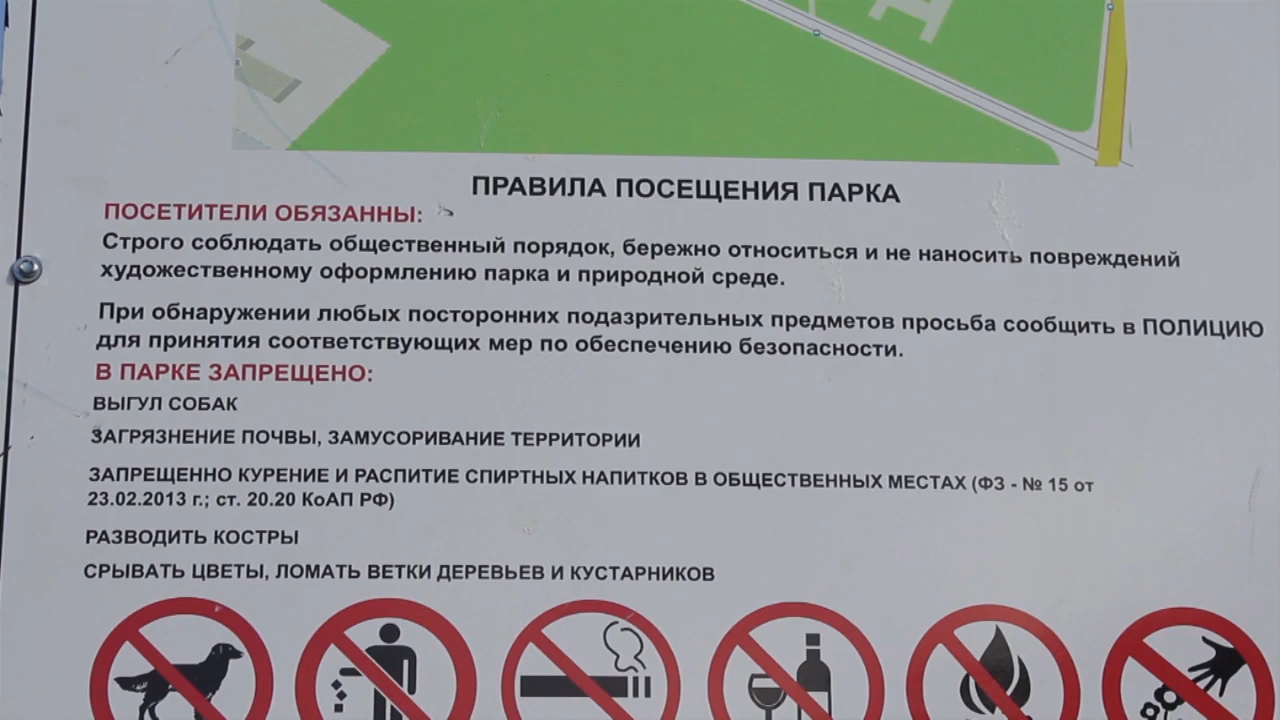 ПРАВИЛА ПОСЕЩЕНИЯ ПАРКА
ПОСЕТИТЕЛИ ОБЯЗАННЫ:
Строго соблюдать общественный порядок, бережно относиться и не наносить повреждений
художественному оформлению парка и природной среде.
При обнаружении любых посторонних подазрительных предметов просьба сообщить в ПОЛИЦИЮ
для принятия соответствующих мер по обеспечению безопасности.
В ПАРКЕ ЗАПРЕЩЕНО:
ВЫГУЛ СОБАК
ЗАГРЯЗНЕНИЕ ПОЧВЫ, ЗАМУСОРИВАНИЕ ТЕРРИТОРИИ
ЗАПРЕЩЕННО КУРЕНИЕ И РАСПИТИЕ СПИРТНЫХ НАПИТКОВ В ОБЩЕСТВЕННЫХ МЕСТАХ (ФЗ - № 15 от
23.02.2013 г.; ст. 20.20 КоАП РФ)
РАЗВОДИТЬ КОСТРЫ
СРЫВАТЬ ЦВЕТЫ, ЛОМАТЬ ВЕТКИ ДЕРЕВЬЕВ И КУСТАРНИКОВ